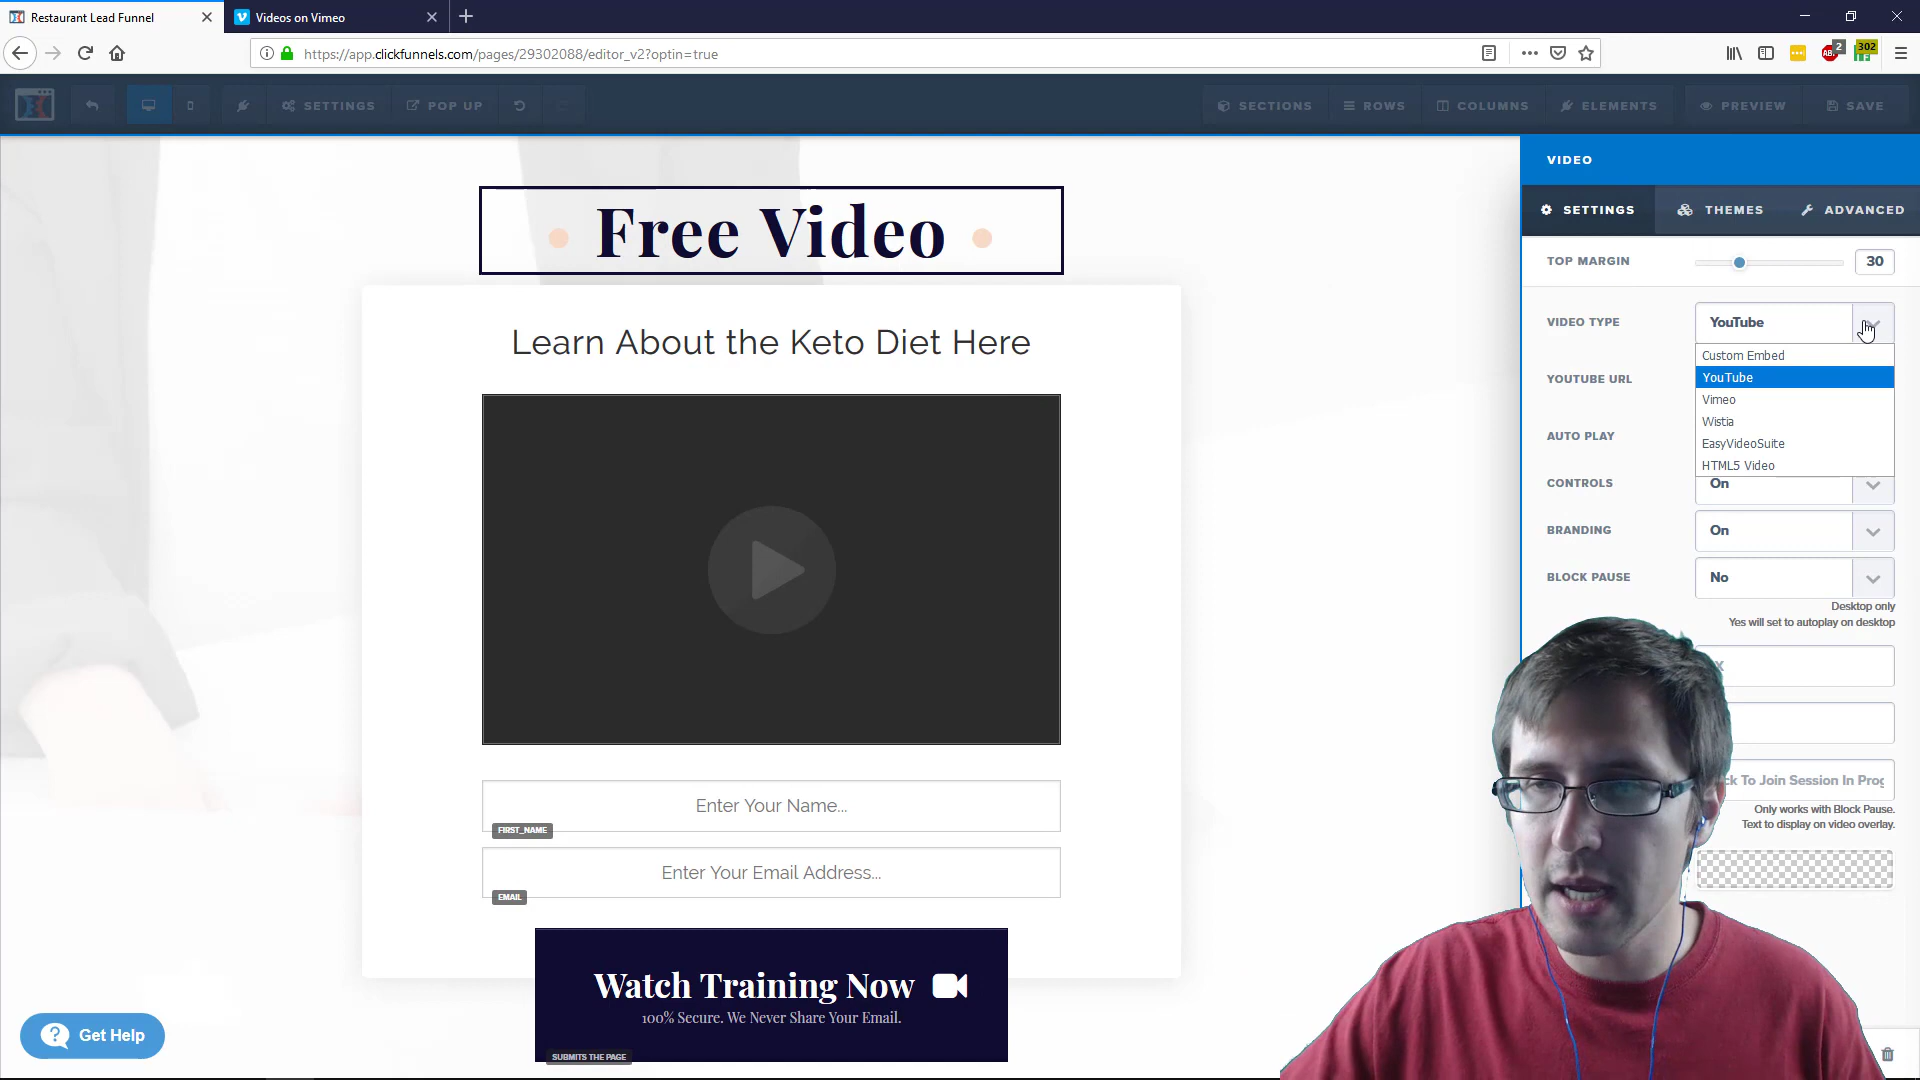 Restaurant Lead Funnel
Videos on Vimeo
https://app.clickfunnels.com/pages/29302088/editor_v2?optin=true
2
302
SETTINGS
POP UP
SECTIONS
ROWS
COLUMNS
ELEMENTS
PREVIEW
SAVE
VIDEO
SETTINGS
THEMES
ADVANCED
TOP MARGIN
30
VIDEO TYPE
YouTube
Custom Embed
YouTube
Vimeo
Wistia
EasyVideoSuite
HTML5 Video
YOUTUBE URL
AUTO PLAY
CONTROLS
On
BRANDING
On
BLOCK PAUSE
No
Desktop only
Yes will set to autoplay on desktop
To Join Session In Prog
Only works with Block Pause.
Text to display on video overlay.
Free Video
Learn About the Keto Diet Here
Enter Your Name...
FIRST_NAME
Enter Your Email Address...
EMAIL
Watch Training Now
100% Secure. We Never Share Your Email.
SUBMITS THE PAGE
Get Help